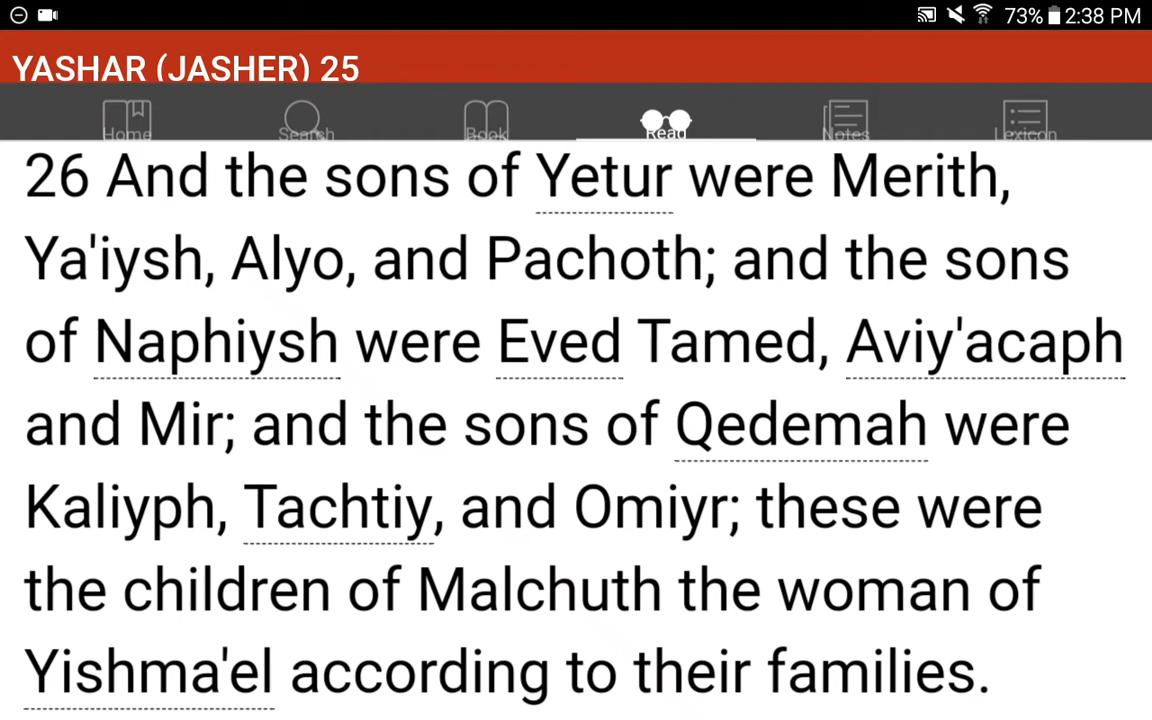 73% 2:38 PM
YASHAR (JASHER) 25
Home Search Book Read Notes Lexicon
26 And the sons of Yetur were Merith,
Ya'iysh, Alyo, and Pachoth; and the sons
of Naphiysh were Eved Tamed, Aviy'acaph
and Mir; and the sons of Qedemah were
Kaliyph, Tachtiy, and Omiyr; these were
the children of Malchuth the woman of
Yishma'el according to their families.